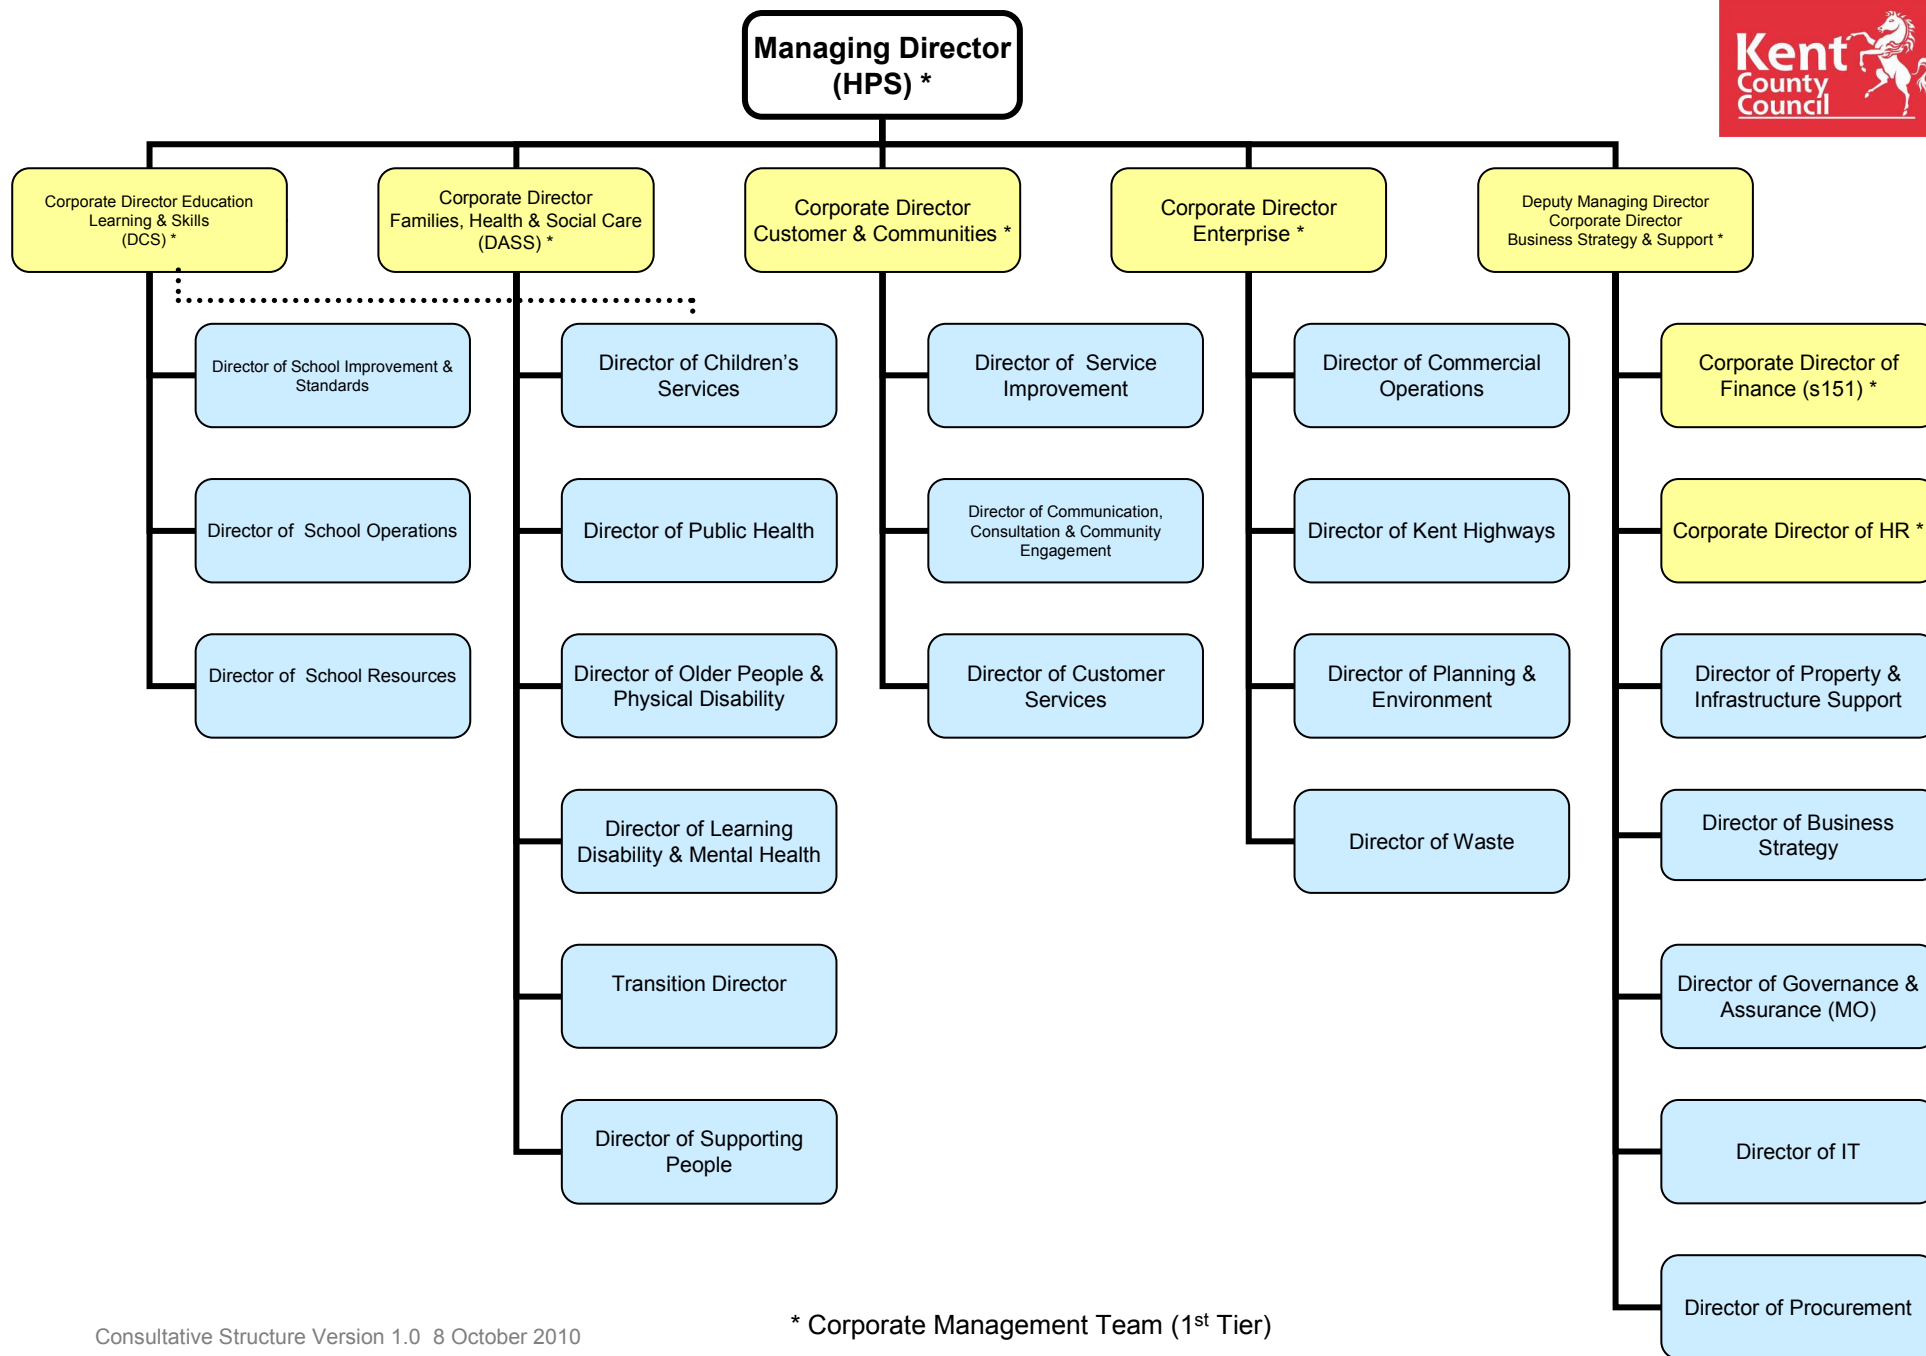 Managing Director
(HPS) *
Kent
County
Council
Corporate Director Education
Learning & Skills
(DCS) *
Corporate Director
Families, Health & Social Care
(DASS) *
Corporate Director
Customer & Communities *
Corporate Director
Enterprise *
Deputy Managing Director
Corporate Director
Business Strategy & Support *
Director of School Improvement &
Standards
Director of School Operations
Director of School Resources
Director of Children's
Services
Director of Public Health
Director of Older People &
Physical Disability
Director of Learning
Disability & Mental Health
Transition Director
Director of Supporting
People
Director of Service
Improvement
Director of Communication,
Consultation & Community
Engagement
Director of Customer
Services
Director of Commercial
Operations
Director of Kent Highways
Director of Planning &
Environment
Director of Waste
Corporate Director of
Finance (s151) *
Corporate Director of HR *
Director of Property &
Infrastructure Support
Director of Business
Strategy
Director of Governance &
Assurance (MO)
Director of IT
Director of Procurement
Consultative Structure Version 1.0 8 October 2010
* Corporate Management Team (1st Tier)